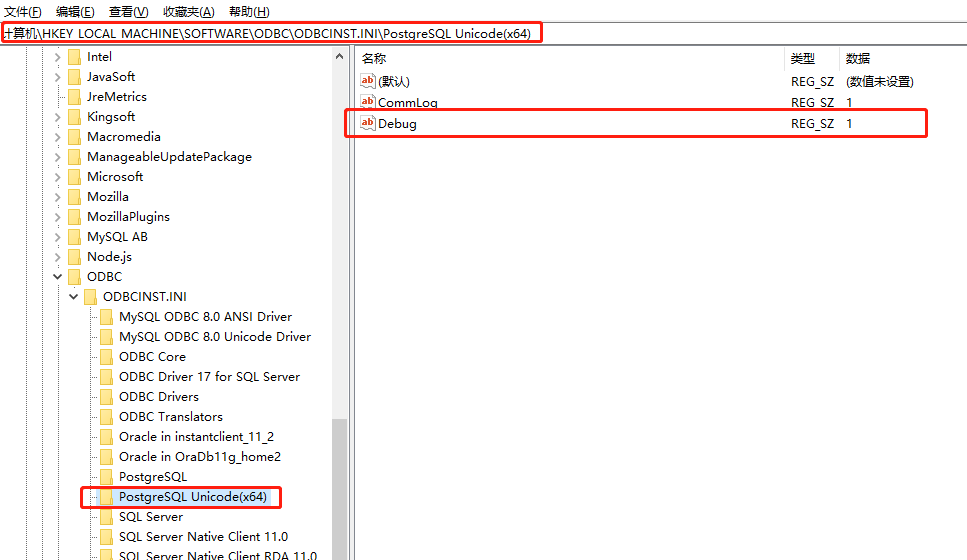 文件(F) 编辑(E) 查看(V) 收藏夹(A) 帮助(H)
计算机\HKEY_LOCAL_MACHINE\SOFTWARE\ODBC\ODBCINST.INI\PostgreSQL Unicode(x64)
Intel
JavaSoft
JreMetrics
Kingsoft
Macromedia
ManageableUpdatePackage
Microsoft
Mozilla
MozillaPlugins
MySQL AB
Node.js
ODBC
ODBCINST.INI
MySQL ODBC 8.0 ANSI Driver
MySQL ODBC 8.0 Unicode Driver
ODBC Core
ODBC Driver 17 for SQL Server
ODBC Drivers
ODBC Translators
Oracle in instantclient_11_2
Oracle in OraDb11g_home2
PostgreSQL
PostgreSQL Unicode(x64)
SQL Server
SQL Server Native Client 11.0
SQL Server Native Client RDA 11.0
名称 类型 数据
ab (默认) REG_SZ (数值未设置)
ab CommLog REG_SZ 1
ab Debug REG_SZ 1